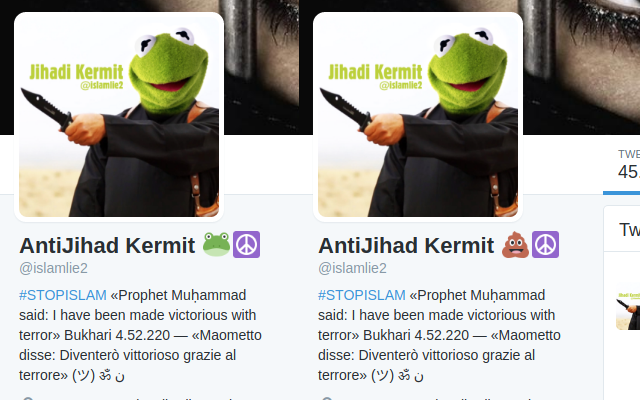 Jihadi Kermit
@islamlie2
AntiJihad Kermit 🐸☮
@islamlie2
#STOPISLAM «Prophet Muḥammad
said: I have been made victorious with
terror» Bukhari 4.52.220 — «Maometto
disse: Diventerò vittorioso grazie al
terrore» (ツ) ॐ ن
Jihadi Kermit
@islamlie2
AntiJihad Kermit 💩☮
@islamlie2
#STOPISLAM «Prophet Muḥammad
said: I have been made victorious with
terror» Bukhari 4.52.220 — «Maometto
disse: Diventerò vittorioso grazie al
terrore» (ツ) ॐ ن
TWE
45.
Tw